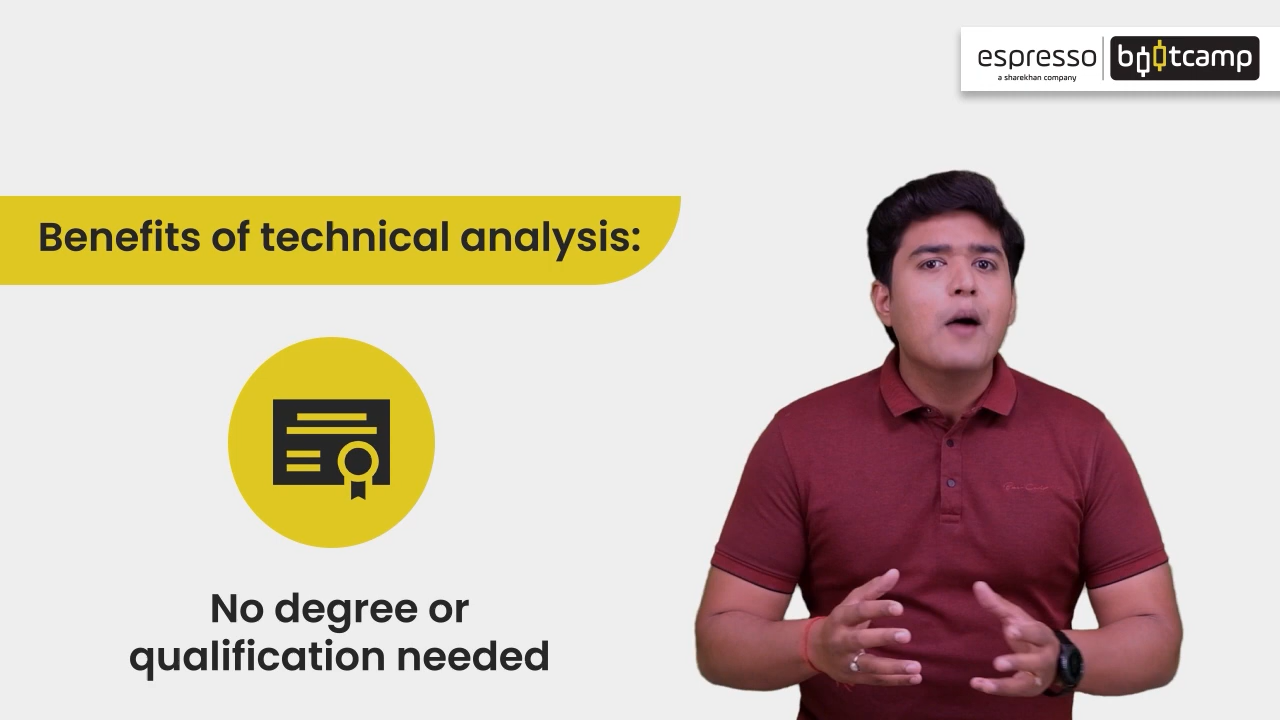 espresso
a sharekhan company
bootcamp
Benefits of technical analysis:
No degree or
qualification needed